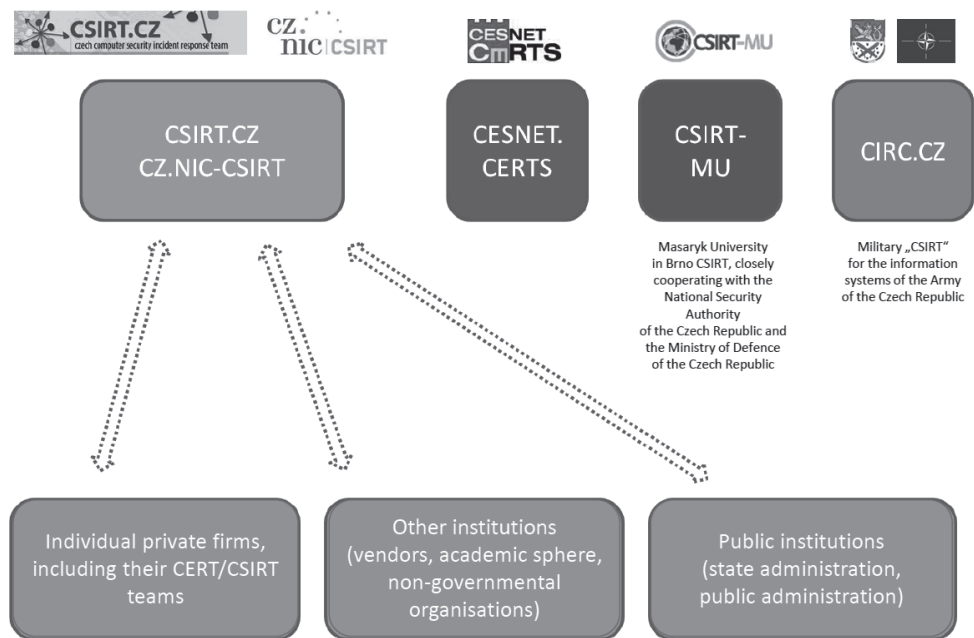 CSIRT.CZ
czech computer security incident response team
cz.
nic CSIRT
CESNET
CERTS
CSIRT-MU
CSIRT.CZ
CZ.NIC-CSIRT
CESNET.
CERTS
CSIRT-
MU
CIRC.CZ
Masaryk University
in Brno CSIRT, closely
cooperating with the
National Security
Authority
of the Czech Republic and
the Ministry of Defence
of the Czech Republic
Military „CSIRT“
for the information
systems of the Army
of the Czech Republic
Individual private firms,
including their CERT/CSIRT
teams
Other institutions
(vendors, academic sphere,
non-governmental
organisations)
Public institutions
(state administration,
public administration)